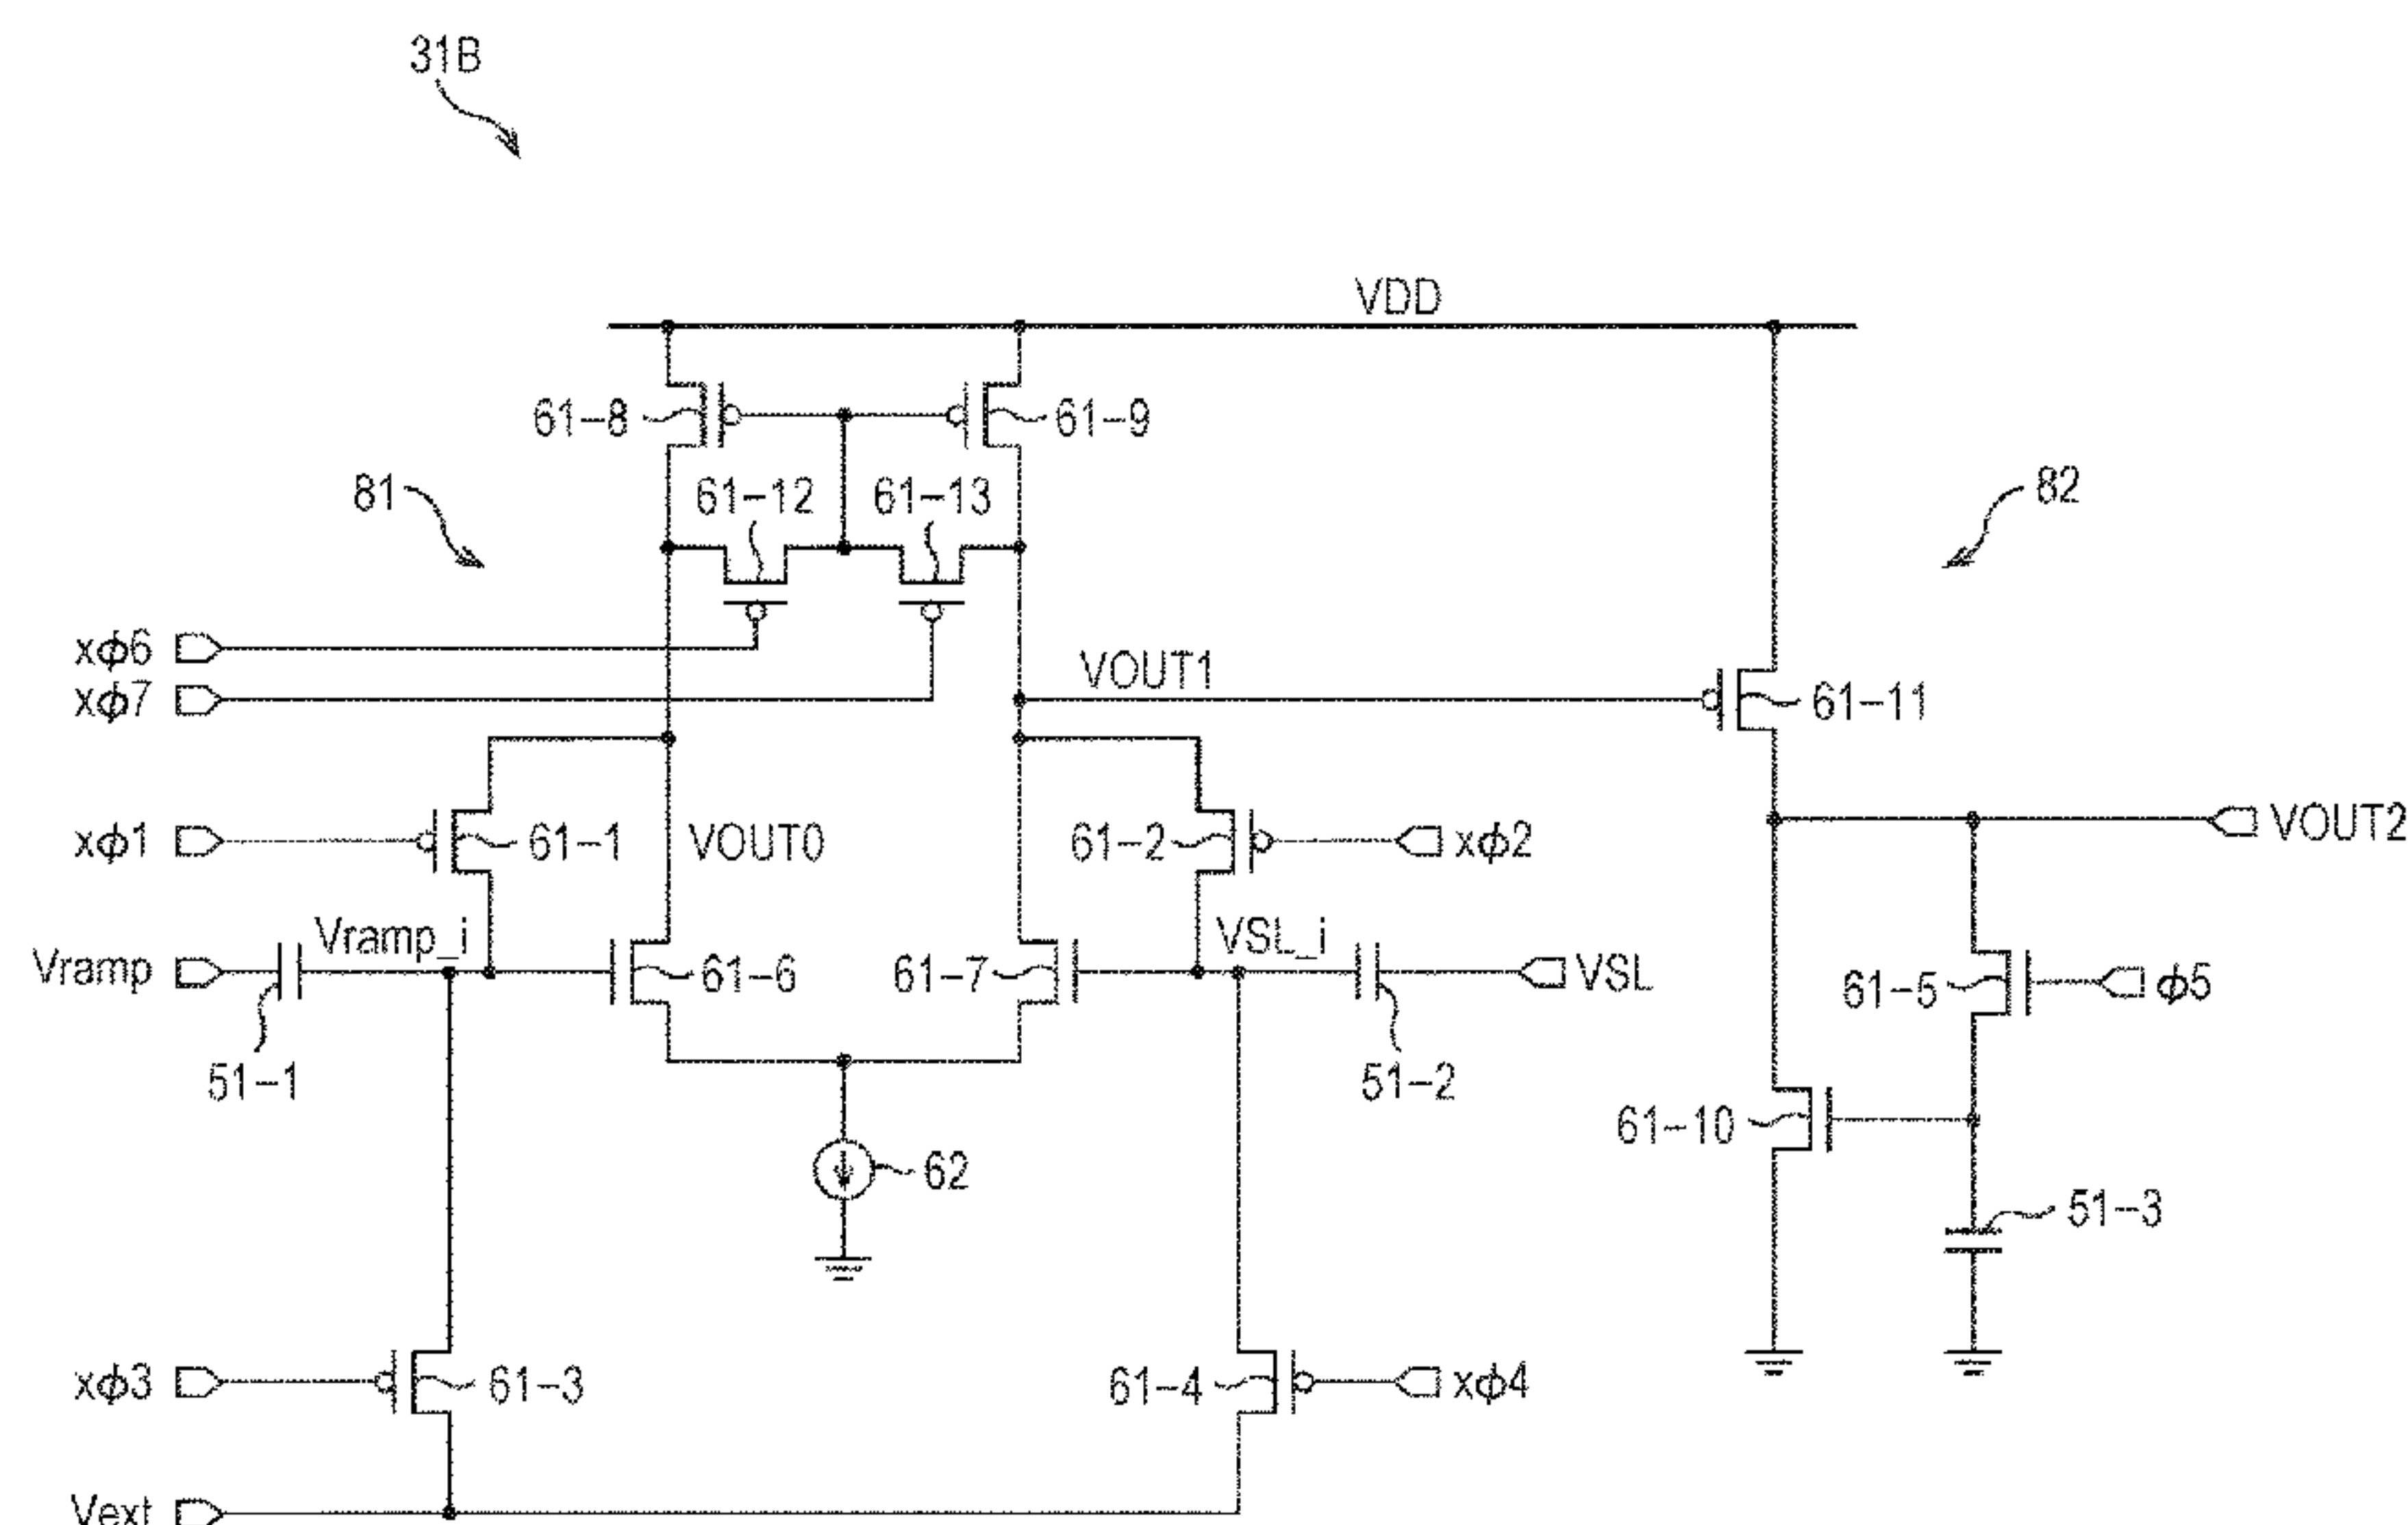 31B
VDD
61-8
61-9
81
61-12
61-13
82
xϕ6
xϕ7
VOUT1
61-11
xϕ1
61-1
VOUT0
61-2
xϕ2
VOUT2
Vramp
Vramp_i
61-6
61-7
VSL_i
VSL
61-5
ϕ5
51-1
51-2
61-10
62
51-3
xϕ3
61-3
61-4
xϕ4
Vext